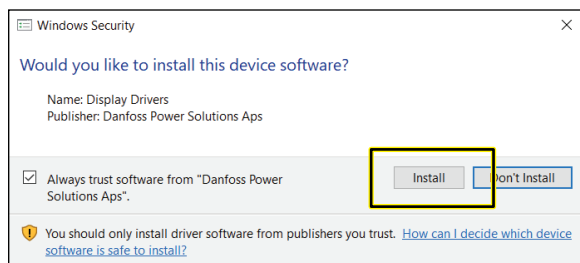 Windows Security
Would you like to install this device software?
Name: Display Drivers
Publisher: Danfoss Power Solutions Aps
Always trust software from "Danfoss Power
Solutions Aps".
Install
Don't Install
You should only install driver software from publishers you trust. How can I decide which device
software is safe to install?